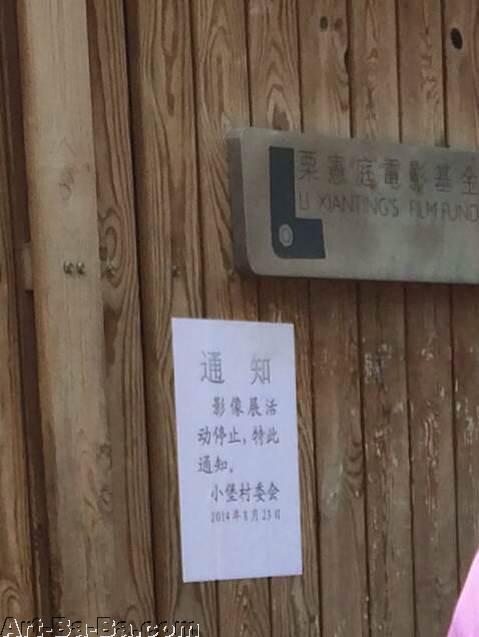 栗憲庭電影基金
LI XIANTING'S FILM FUND
通 知
影像展活
动停止,特此
通知。
小堡村委会
2014年8月23日
Art-Ba-Ba.com